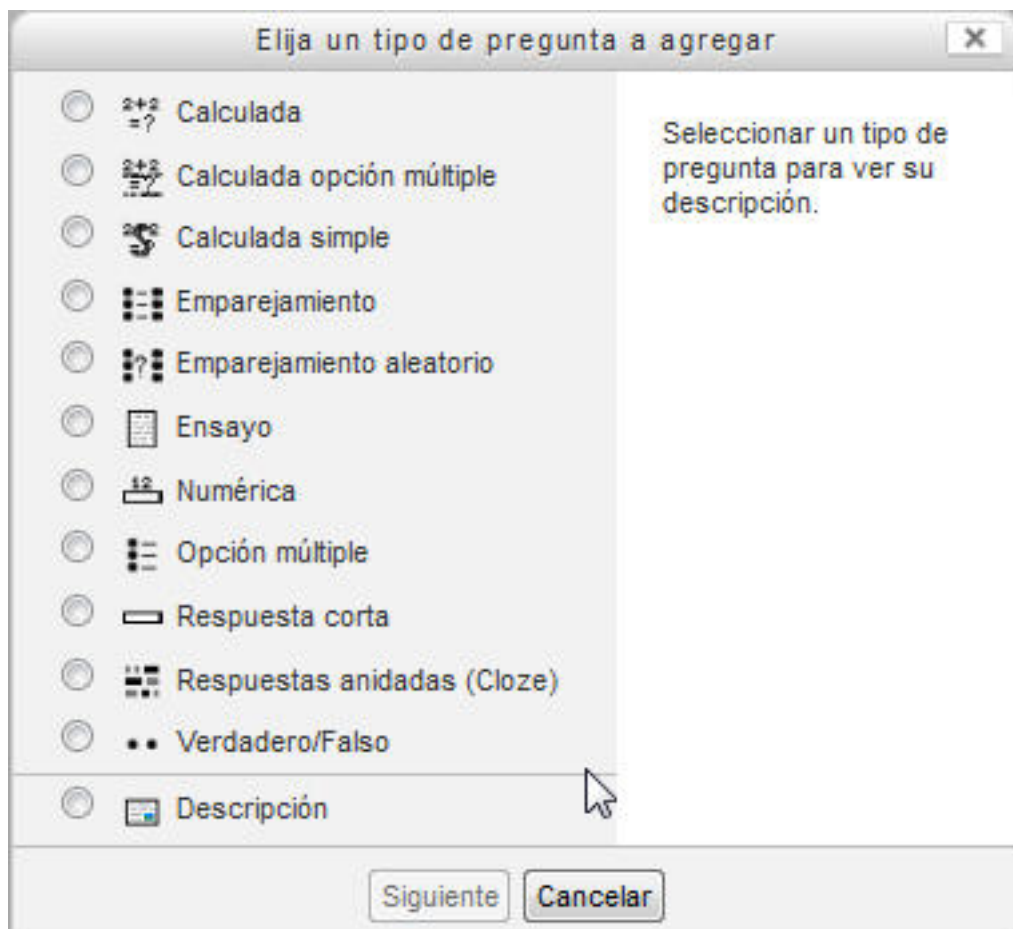 Elija un tipo de pregunta a agregar
Calculada
Calculada opción múltiple
Calculada simple
Emparejamiento
Emparejamiento aleatorio
Ensayo
Numérica
Opción múltiple
Respuesta corta
Respuestas anidadas (Cloze)
Verdadero/Falso
Descripción
Seleccionar un tipo de
pregunta para ver su
descripción.
Siguiente
Cancelar